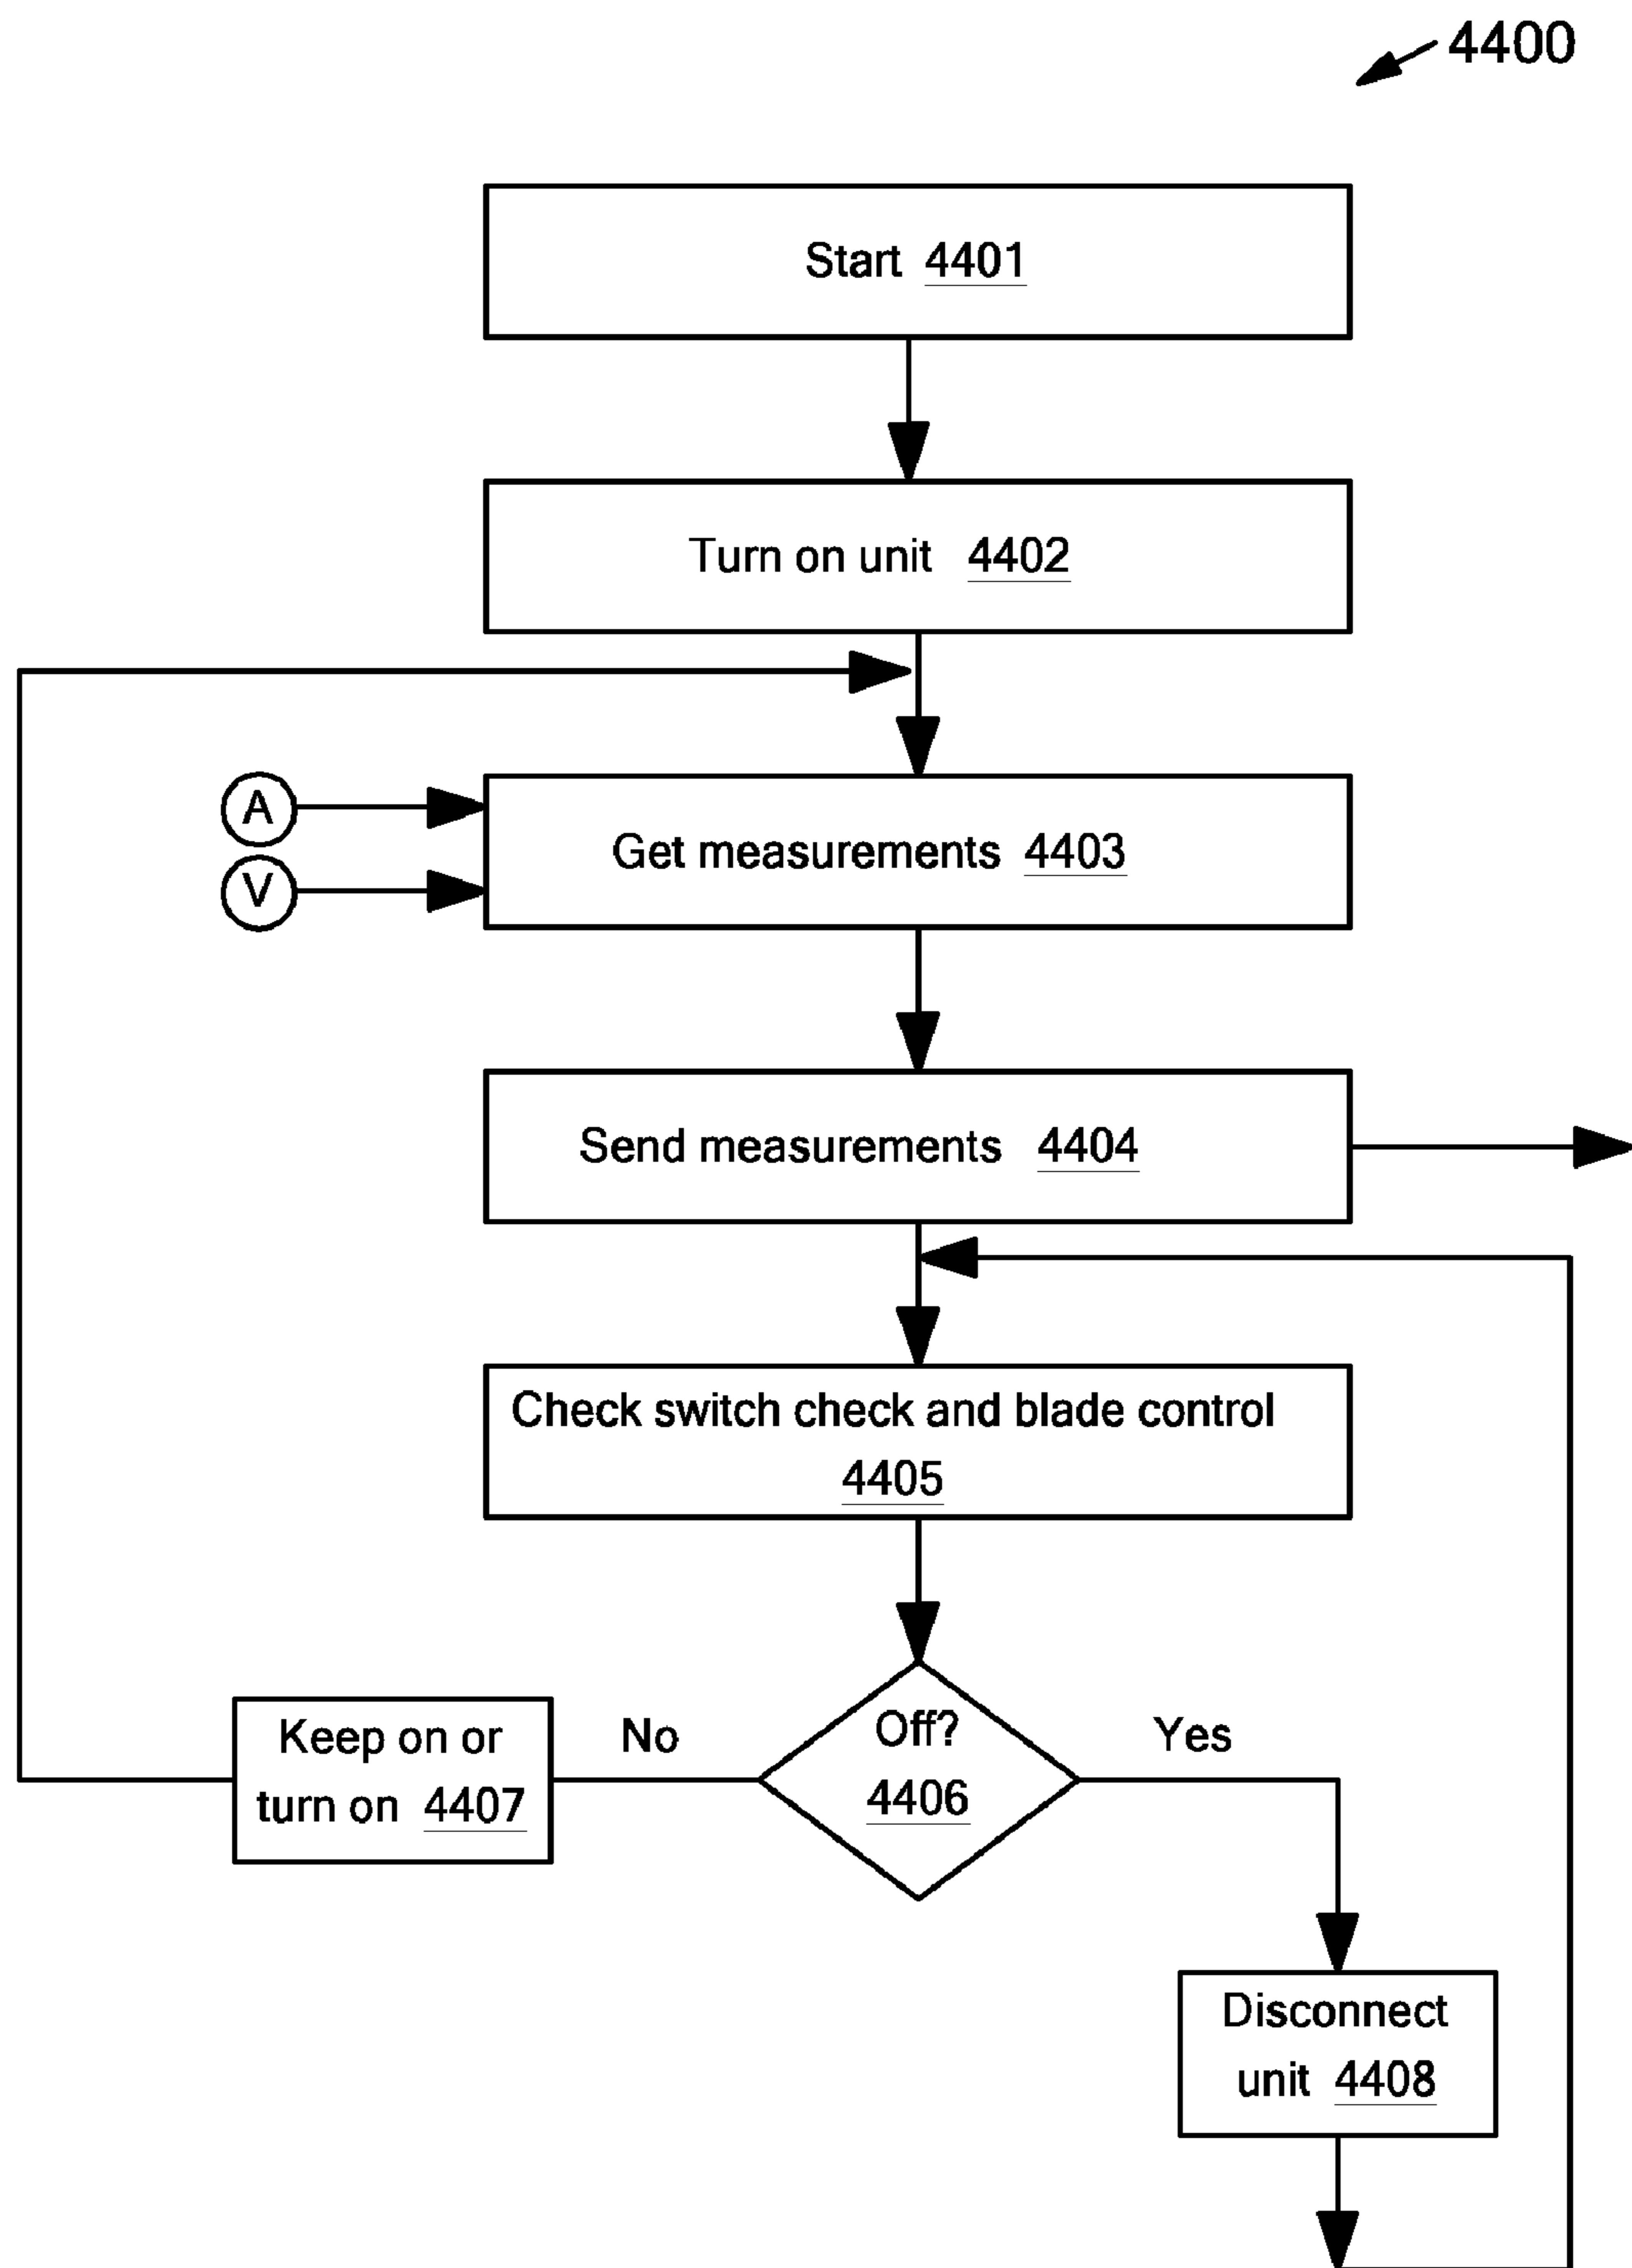 4400
Start 4401
Turn on unit 4402
A
Get measurements 4403
V
Send measurements 4404
Check switch check and blade control
4405
Keep on or
turn on 4407
No
Off?
4406
Yes
Disconnect
unit 4408